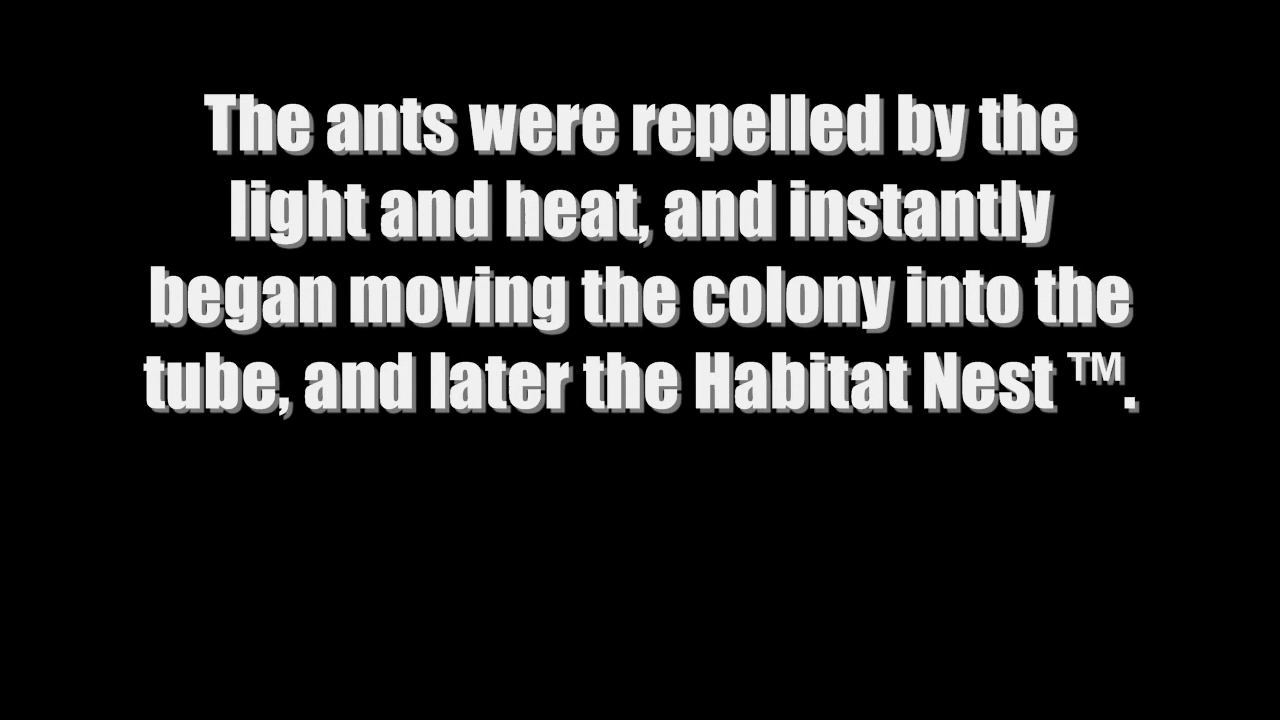 The ants were repelled by the
light and heat, and instantly
began moving the colony into the
tube, and later the Habitat Nest ™.